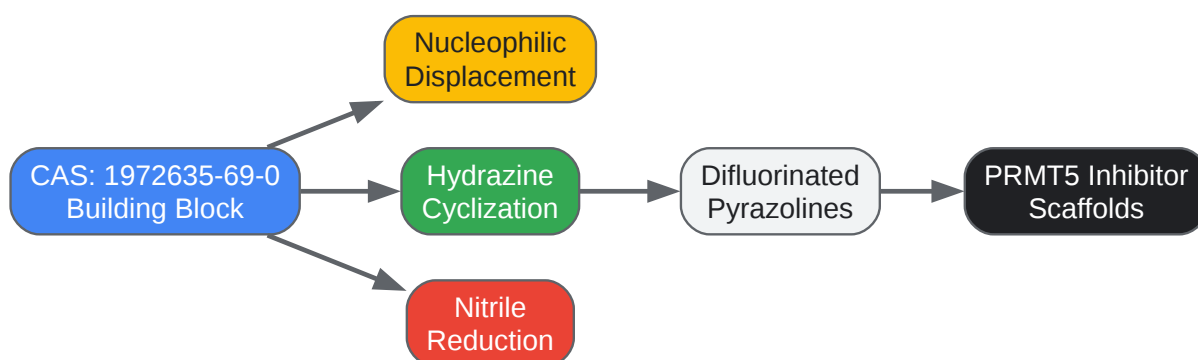 Nucleophilic
Displacement
CAS: 1972635-69-0
Building Block
Hydrazine
Cyclization
Difluorinated
Pyrazolines
PRMT5 Inhibitor
Scaffolds
Nitrile
Reduction